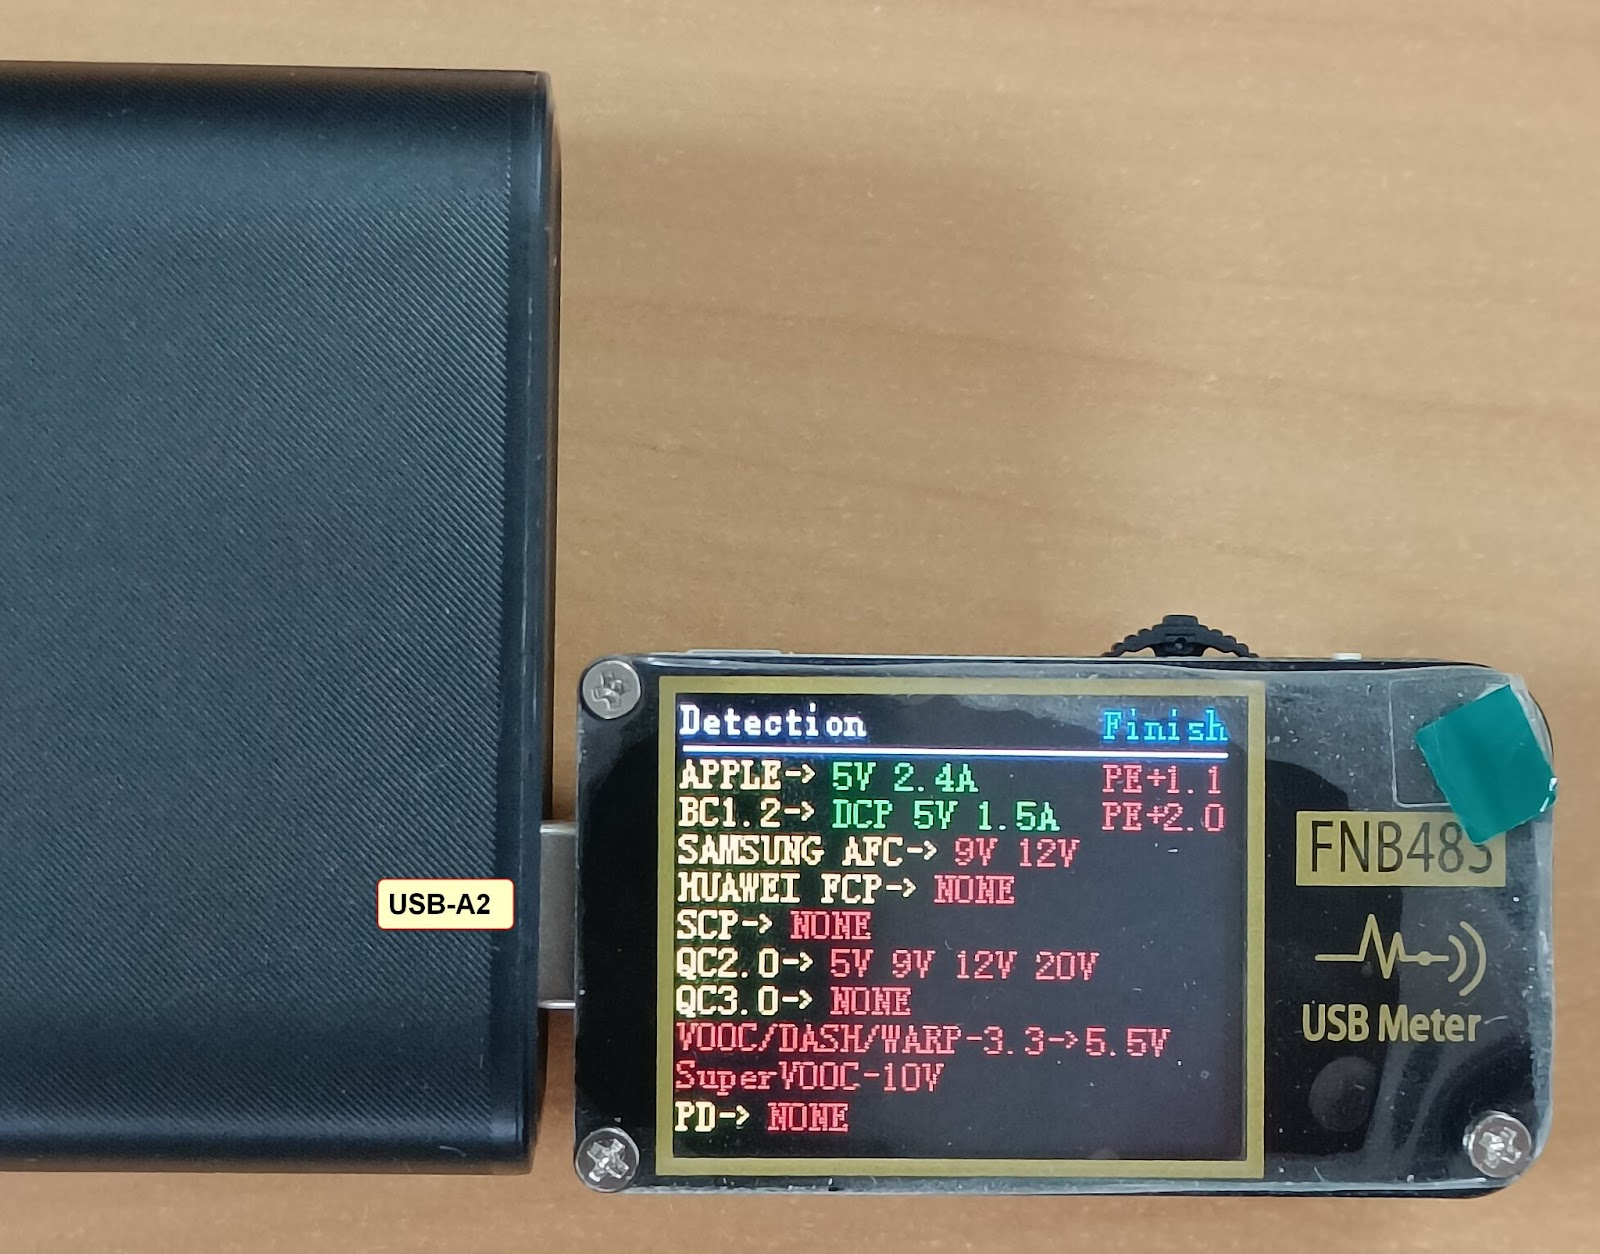 Detection Finish
APPLE-> 5V 2.4A PE+1.1
BC1.2-> DCP 5V 1.5A PE+2.0
SAMSUNG AFC-> 9V 12V
HUAWEI FCP-> NONE
SCP-> NONE
QC2.0-> 5V 9V 12V 20V
QC3.0-> NONE
VOOC/DASH/WARP-3.3->5.5V
SuperVOOC-10V
PD-> NONE
USB-A2
FNB48S
USB Meter